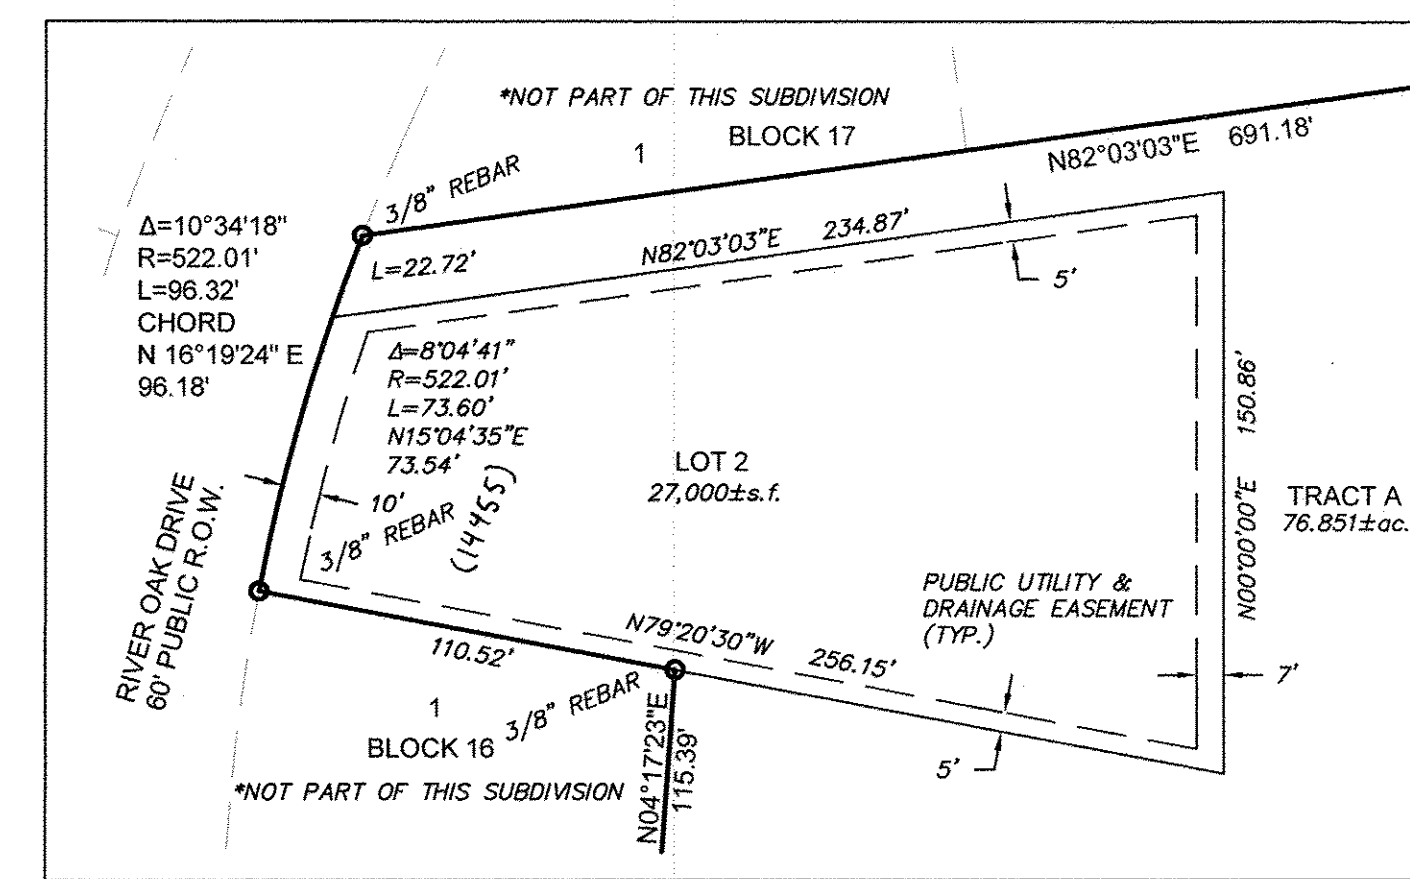 *NOT PART OF THIS SUBDIVISION
BLOCK 17
1
N82°03'03"E 691.18'
3/8" REBAR
Δ=10°34'18"
R=522.01'
L=96.32'
CHORD
N 16°19'24" E
96.18'
L=22.72'
N82°03'03"E 234.87'
5'
Δ=8°04'41"
R=522.01'
L=73.60'
N15°04'35"E
73.54'
10'
3/8" REBAR
(14455)
LOT 2
27,000±s.f.
150.86'
N00°00'00"E
TRACT A
76.851±ac.
RIVER OAK DRIVE
60' PUBLIC R.O.W.
PUBLIC UTILITY &
DRAINAGE EASEMENT
(TYP.)
N79°20'30"W 256.15'
110.52'
7'
5'
3/8" REBAR
1
BLOCK 16
*NOT PART OF THIS SUBDIVISION
N04°17'23"E
115.39'